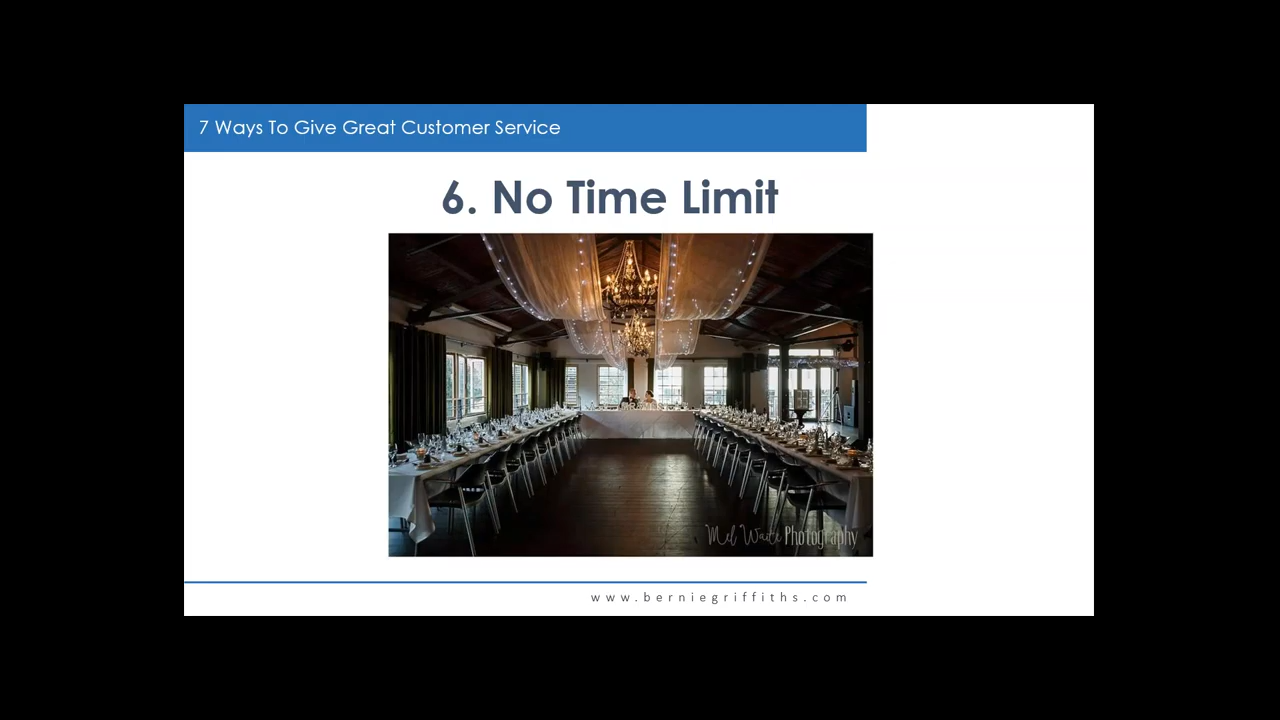 7 Ways To Give Great Customer Service
6. No Time Limit
Mel Waite Photography
www.berniegriffiths.com